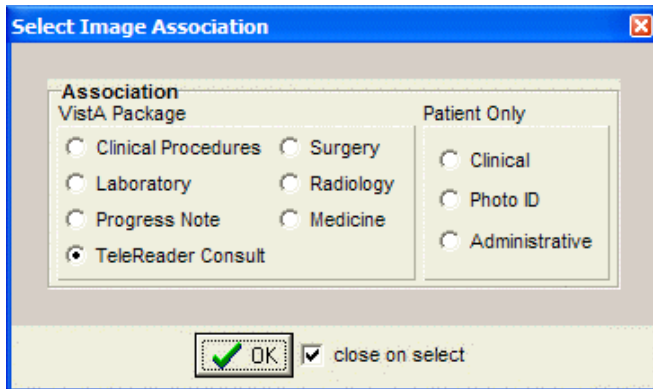 Select Image Association
Association
VistA Package
Patient Only
Clinical Procedures
Surgery
Laboratory
Radiology
Progress Note
Medicine
TeleReader Consult
Clinical
Photo ID
Administrative
OK
close on select